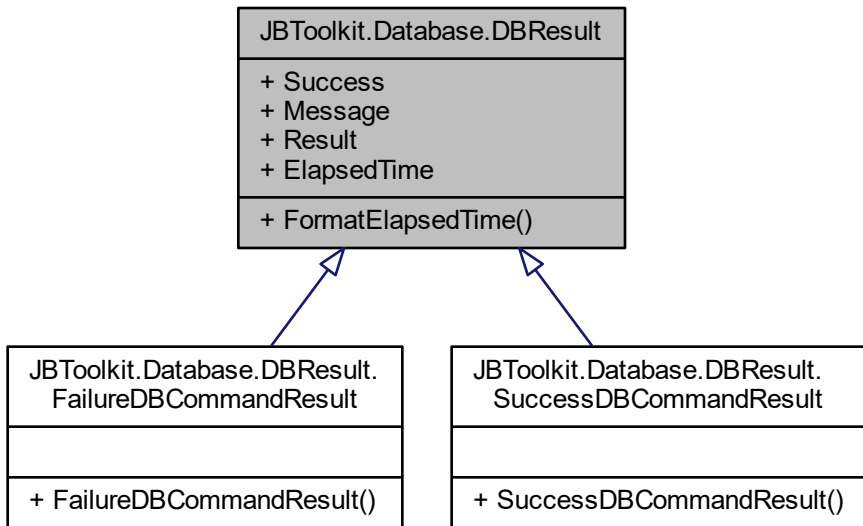 JBToolkit.Database.DBResult
+ Success
+ Message
+ Result
+ ElapsedTime
+ FormatElapsedTime()
JBToolkit.Database.DBResult.
FailureDBCommandResult
+ FailureDBCommandResult()
JBToolkit.Database.DBResult.
SuccessDBCommandResult
+ SuccessDBCommandResult()